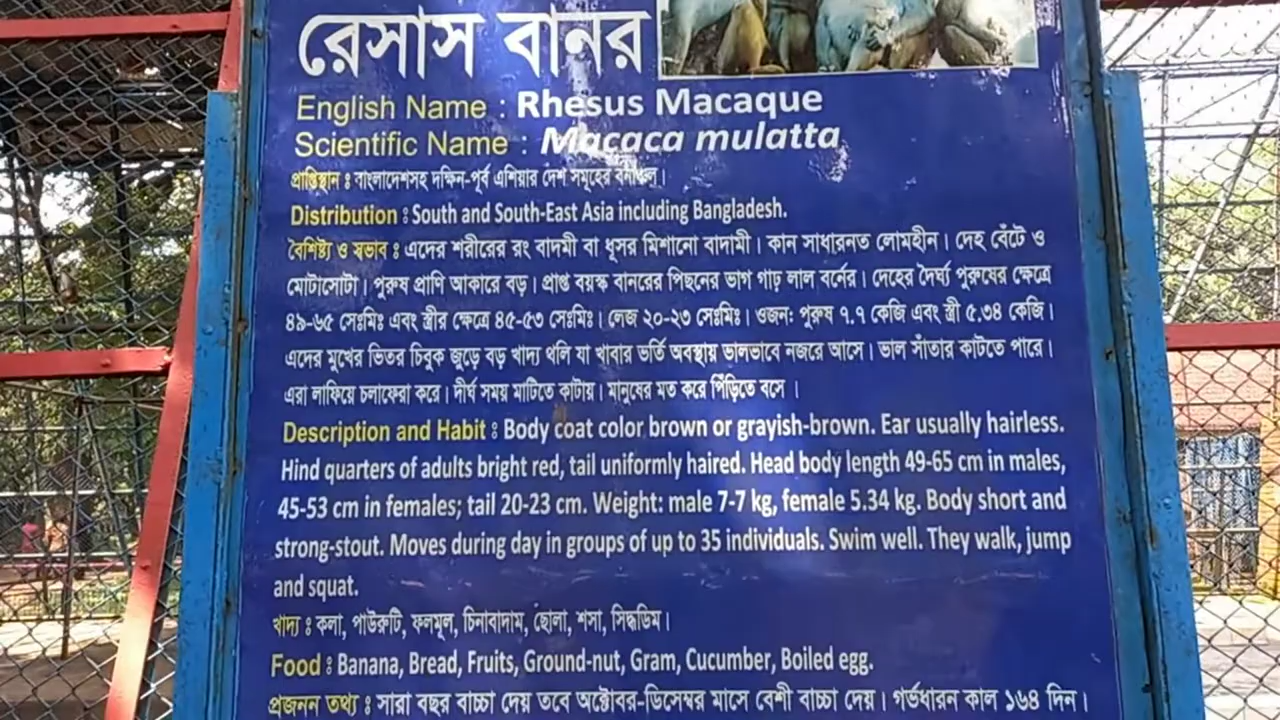 রেসাস বানর
English Name : Rhesus Macaque
Scientific Name : Macaca mulatta
প্রাপ্তিস্থান ঃ বাংলাদেশসহ দক্ষিন-পূর্ব এশিয়ার দেশ সমূহের বনাঞ্চল।
Distribution ঃ South and South-East Asia including Bangladesh.
বৈশিষ্ট্য ও স্বভাব ঃ এদের শরীরের রং বাদমী বা ধূসর মিশানো বাদামী। কান সাধারনত লোমহীন। দেহ বেঁটে ও
মোটাসোটা। পুরুষ প্রাণি আকারে বড়। প্রাপ্ত বয়স্ক বানরের পিছনের ভাগ গাঢ় লাল বর্নের। দেহের দৈর্ঘ্য পুরুষের ক্ষেত্রে
৪৯-৬৫ সেঃমিঃ এবং স্ত্রীর ক্ষেত্রে ৪৫-৫৩ সেঃমিঃ। লেজ ২০-২৩ সেঃমিঃ। ওজন: পুরুষ ৭.৭ কেজি এবং স্ত্রী ৫.৩৪ কেজি।
এদের মুখের ভিতর চিবুক জুড়ে বড় খাদ্য থলি যা খাবার ভর্তি অবস্থায় ভালভাবে নজরে আসে। ভাল সাঁতার কাটতে পারে।
এরা লাফিয়ে চলাফেরা করে। দীর্ঘ সময় মাটিতে কাটায়। মানুষের মত করে পিঁড়িতে বসে ।
Description and Habit ঃ Body coat color brown or grayish-brown. Ear usually hairless.
Hind quarters of adults bright red, tail uniformly haired. Head body length 49-65 cm in males,
45-53 cm in females; tail 20-23 cm. Weight: male 7-7 kg, female 5.34 kg. Body short and
strong-stout. Moves during day in groups of up to 35 individuals. Swim well. They walk, jump
and squat.
খাদ্য ঃ কলা, পাউরুটি, ফলমূল, চিনাবাদাম, ছোলা, শসা, সিদ্ধডিম।
Food ঃ Banana, Bread, Fruits, Ground-nut, Gram, Cucumber, Boiled egg.
প্রজনন তথ্য ঃ সারা বছর বাচ্চা দেয় তবে অক্টোবর-ডিসেম্বর মাসে বেশী বাচ্চা দেয়। গর্ভধারন কাল ১৬৪ দিন।